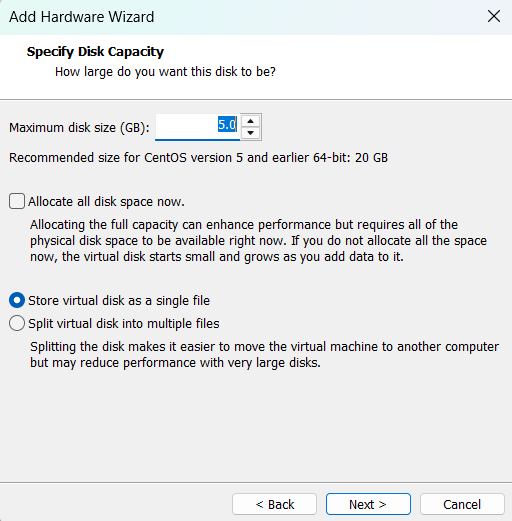 Add Hardware Wizard
Specify Disk Capacity
How large do you want this disk to be?
Maximum disk size (GB): 5.0
Recommended size for CentOS version 5 and earlier 64-bit: 20 GB
Allocate all disk space now.
Allocating the full capacity can enhance performance but requires all of the
physical disk space to be available right now. If you do not allocate all the space
now, the virtual disk starts small and grows as you add data to it.
Store virtual disk as a single file
Split virtual disk into multiple files
Splitting the disk makes it easier to move the virtual machine to another computer
but may reduce performance with very large disks.
< Back Next > Cancel